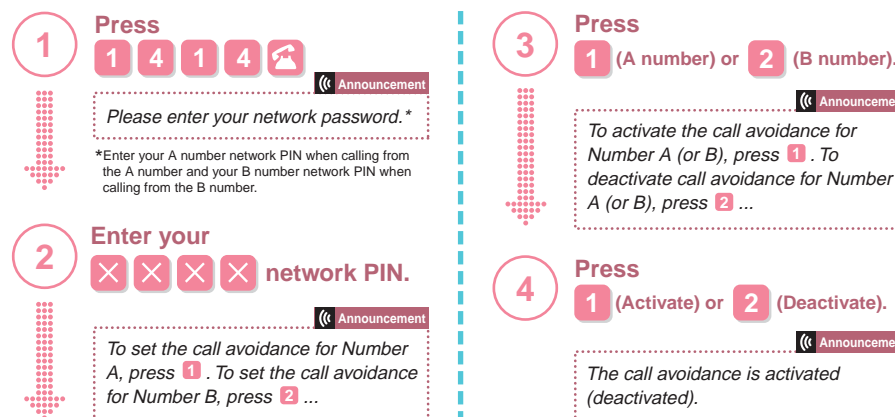 1
Press
1 4 1 4
Announcement
Please enter your network password.*
*Enter your A number network PIN when calling from
the A number and your B number network PIN when
calling from the B number.
2
Enter your
network PIN.
Announcement
To set the call avoidance for Number
A, press 1 . To set the call avoidance
for Number B, press 2 ...
3
Press
1 (A number) or 2 (B number).
Announceme
To activate the call avoidance for
Number A (or B), press 1 . To
deactivate call avoidance for Number
A (or B), press 2 ...
4
Press
1 (Activate) or 2 (Deactivate).
Announceme
The call avoidance is activated
(deactivated).